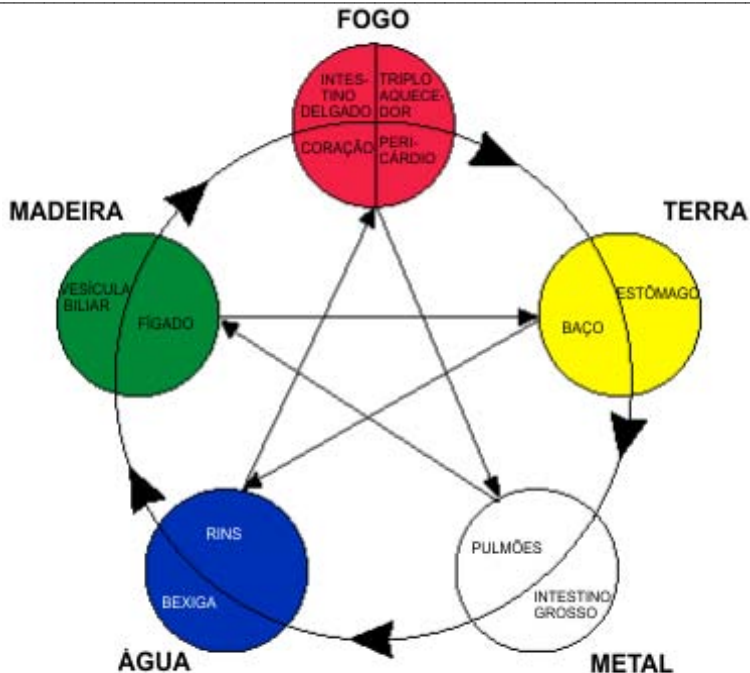 FOGO
INTES-
TINO
DELGADO
TRIPLO
AQUECE-
DOR
CORAÇÃO
PERI-
CÁRDIO
MADEIRA
VESÍCULA
BILIAR
FÍGADO
TERRA
ESTÔMAGO
BAÇO
RINS
BEXIGA
ÁGUA
PULMÕES
INTESTINO
GROSSO
METAL